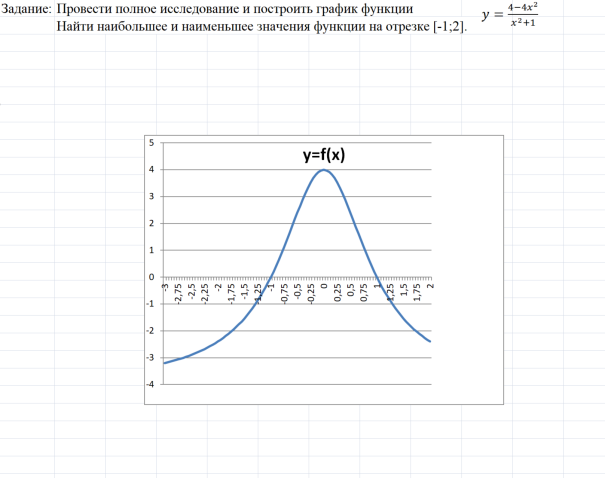 Задание: Провести полное исследование и построить график функции y = 4−4x² / x²+1
Найти наибольшее и наименьшее значения функции на отрезке [-1;2].
y=f(x)
5
4
3
2
1
0
-1
-2
-3
-4
-3 -2,75 -2,5 -2,25 -2 -1,75 -1,5 -1,25 -1 -0,75 -0,5 -0,25 0 0,25 0,5 0,75 1 1,25 1,5 1,75 2